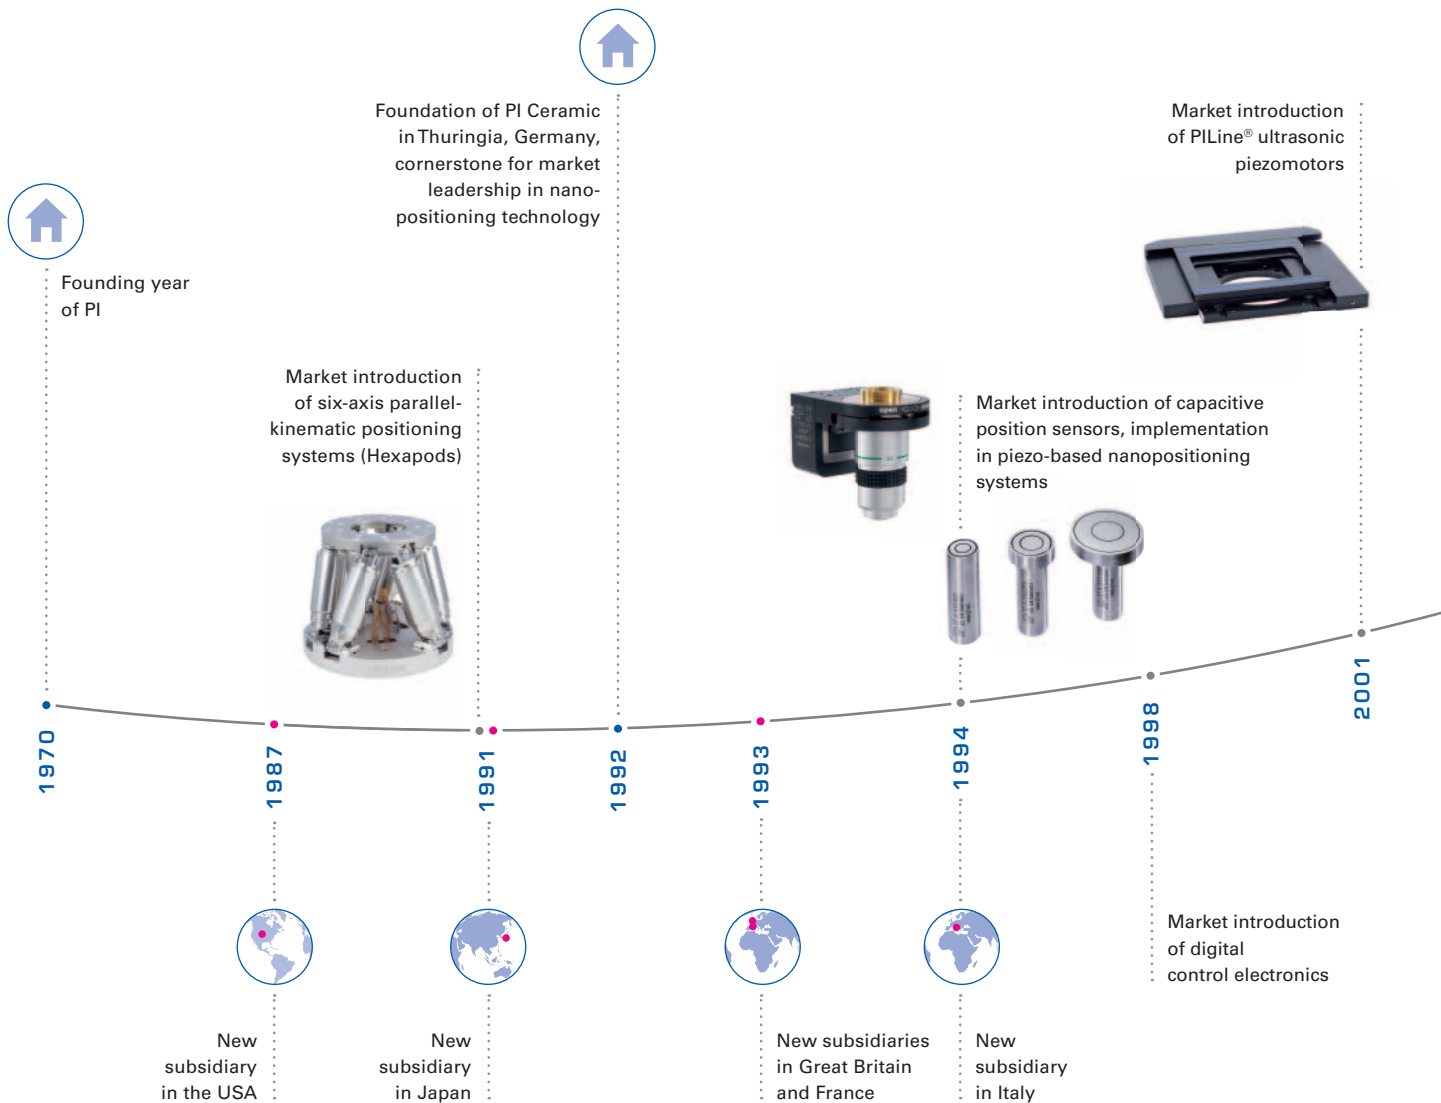 Founding year
of PI
Market introduction
of six-axis parallel-
kinematic positioning
systems (Hexapods)
Foundation of PI Ceramic
in Thuringia, Germany,
cornerstone for market
leadership in nano-
positioning technology
Market introduction of capacitive
position sensors, implementation
in piezo-based nanopositioning
systems
Market introduction
of PILine® ultrasonic
piezomotors
1970
1987
1991
1992
1993
1994
1998
2001
New
subsidiary
in the USA
New
subsidiary
in Japan
New subsidiaries
in Great Britain
and France
New
subsidiary
in Italy
Market introduction
of digital
control electronics
open